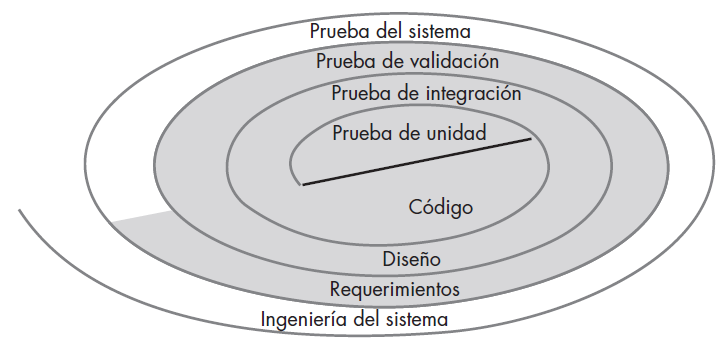 Prueba del sistema
Prueba de validación
Prueba de integración
Prueba de unidad
Código
Diseño
Requerimientos
Ingeniería del sistema